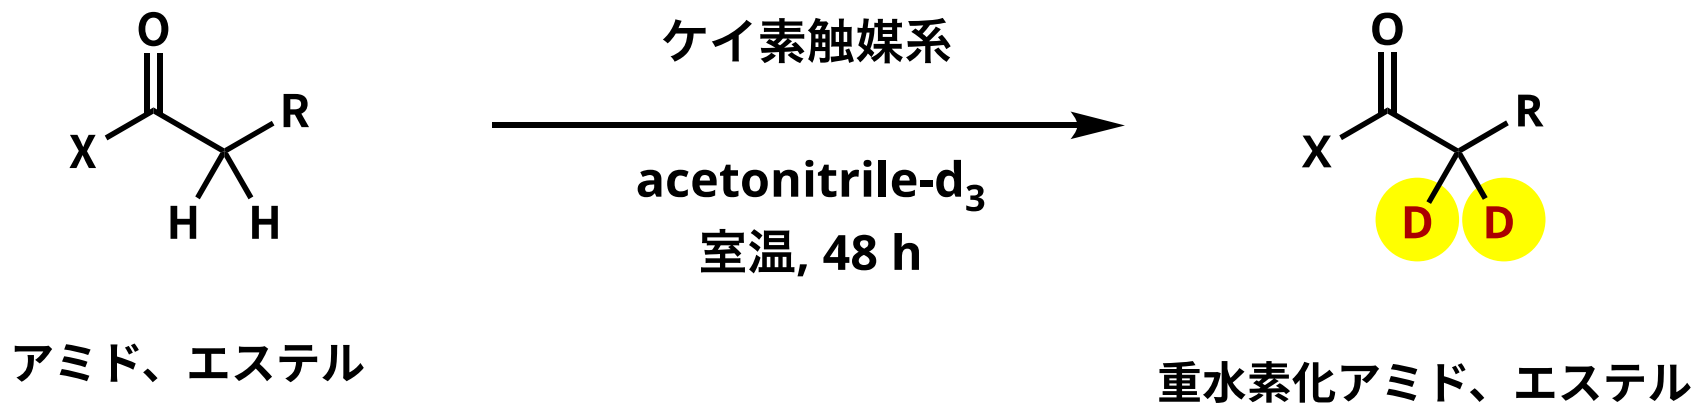 O
R
X
H H
アミド、エステル
ケイ素触媒系
acetonitrile-d3
室温, 48 h
O
R
X
D D
重水素化アミド、エステル